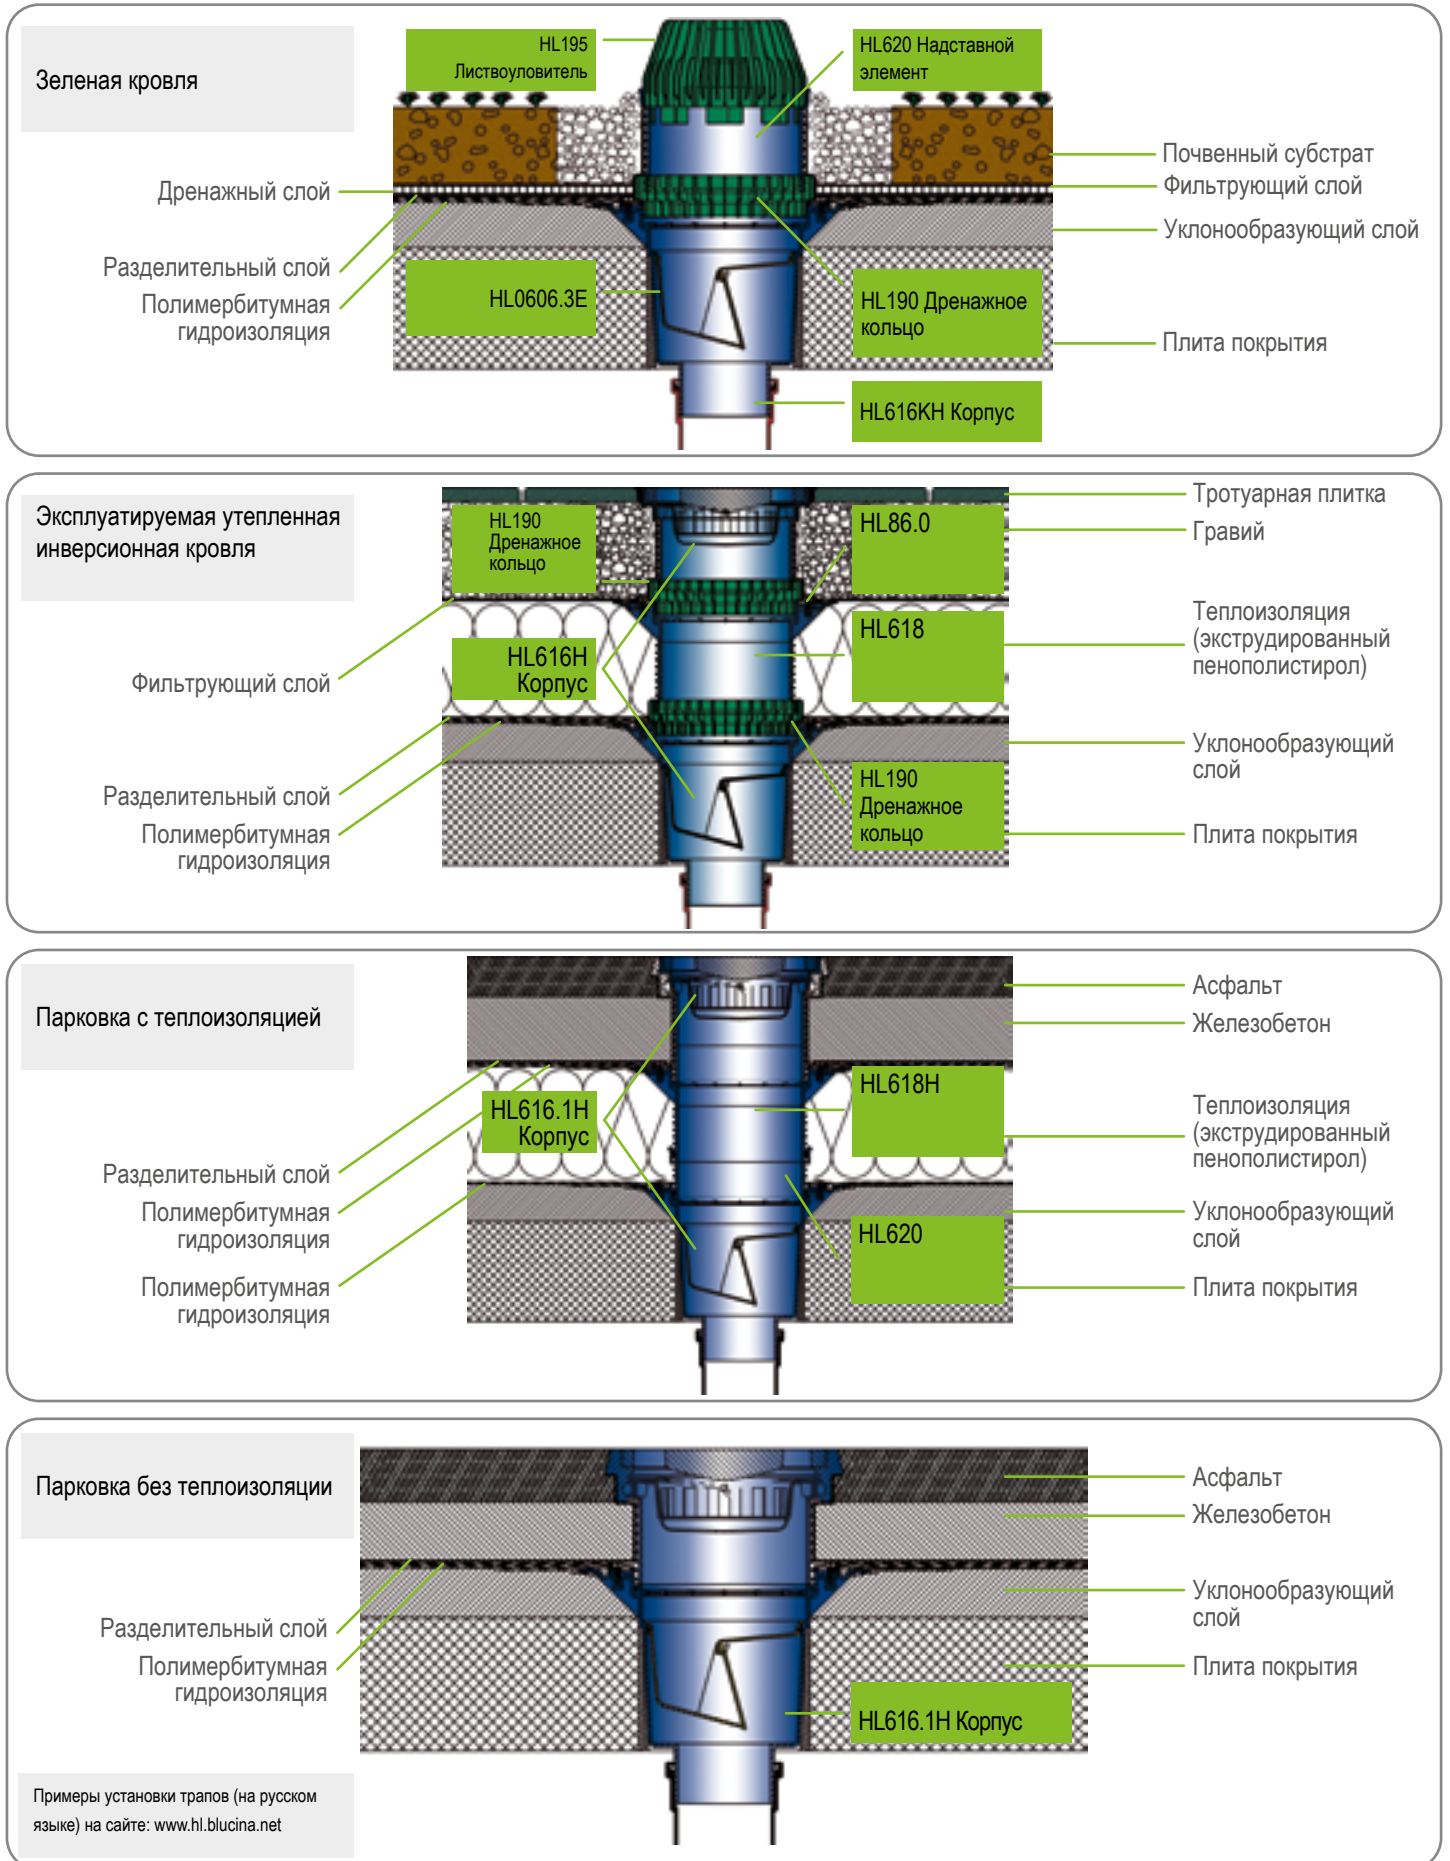 Зеленая кровля
HL195
Листвоуловитель
HL620 Надставной
элемент
Дренажный слой
Разделительный слой
Полимербитумная
гидроизоляция
HL0606.3E
HL190 Дренажное
кольцо
HL616KH Корпус
Почвенный субстрат
Фильтрующий слой
Уклонообразующий слой
Плита покрытия
Эксплуатируемая утепленная
инверсионная кровля
HL190
Дренажное
кольцо
HL86.0
HL616H
Корпус
HL618
HL190
Дренажное
кольцо
Фильтрующий слой
Разделительный слой
Полимербитумная
гидроизоляция
Тротуарная плитка
Гравий
Теплоизоляция
(экструдированный
пенополистирол)
Уклонообразующий
слой
Плита покрытия
Парковка с теплоизоляцией
HL616.1H
Корпус
HL618H
HL620
Разделительный слой
Полимербитумная
гидроизоляция
Полимербитумная
гидроизоляция
Асфальт
Железобетон
Теплоизоляция
(экструдированный
пенополистирол)
Уклонообразующий
слой
Плита покрытия
Парковка без теплоизоляции
Разделительный слой
Полимербитумная
гидроизоляция
HL616.1H Корпус
Асфальт
Железобетон
Уклонообразующий
слой
Плита покрытия
Примеры установки трапов (на русском
языке) на сайте: www.hl.blucina.net